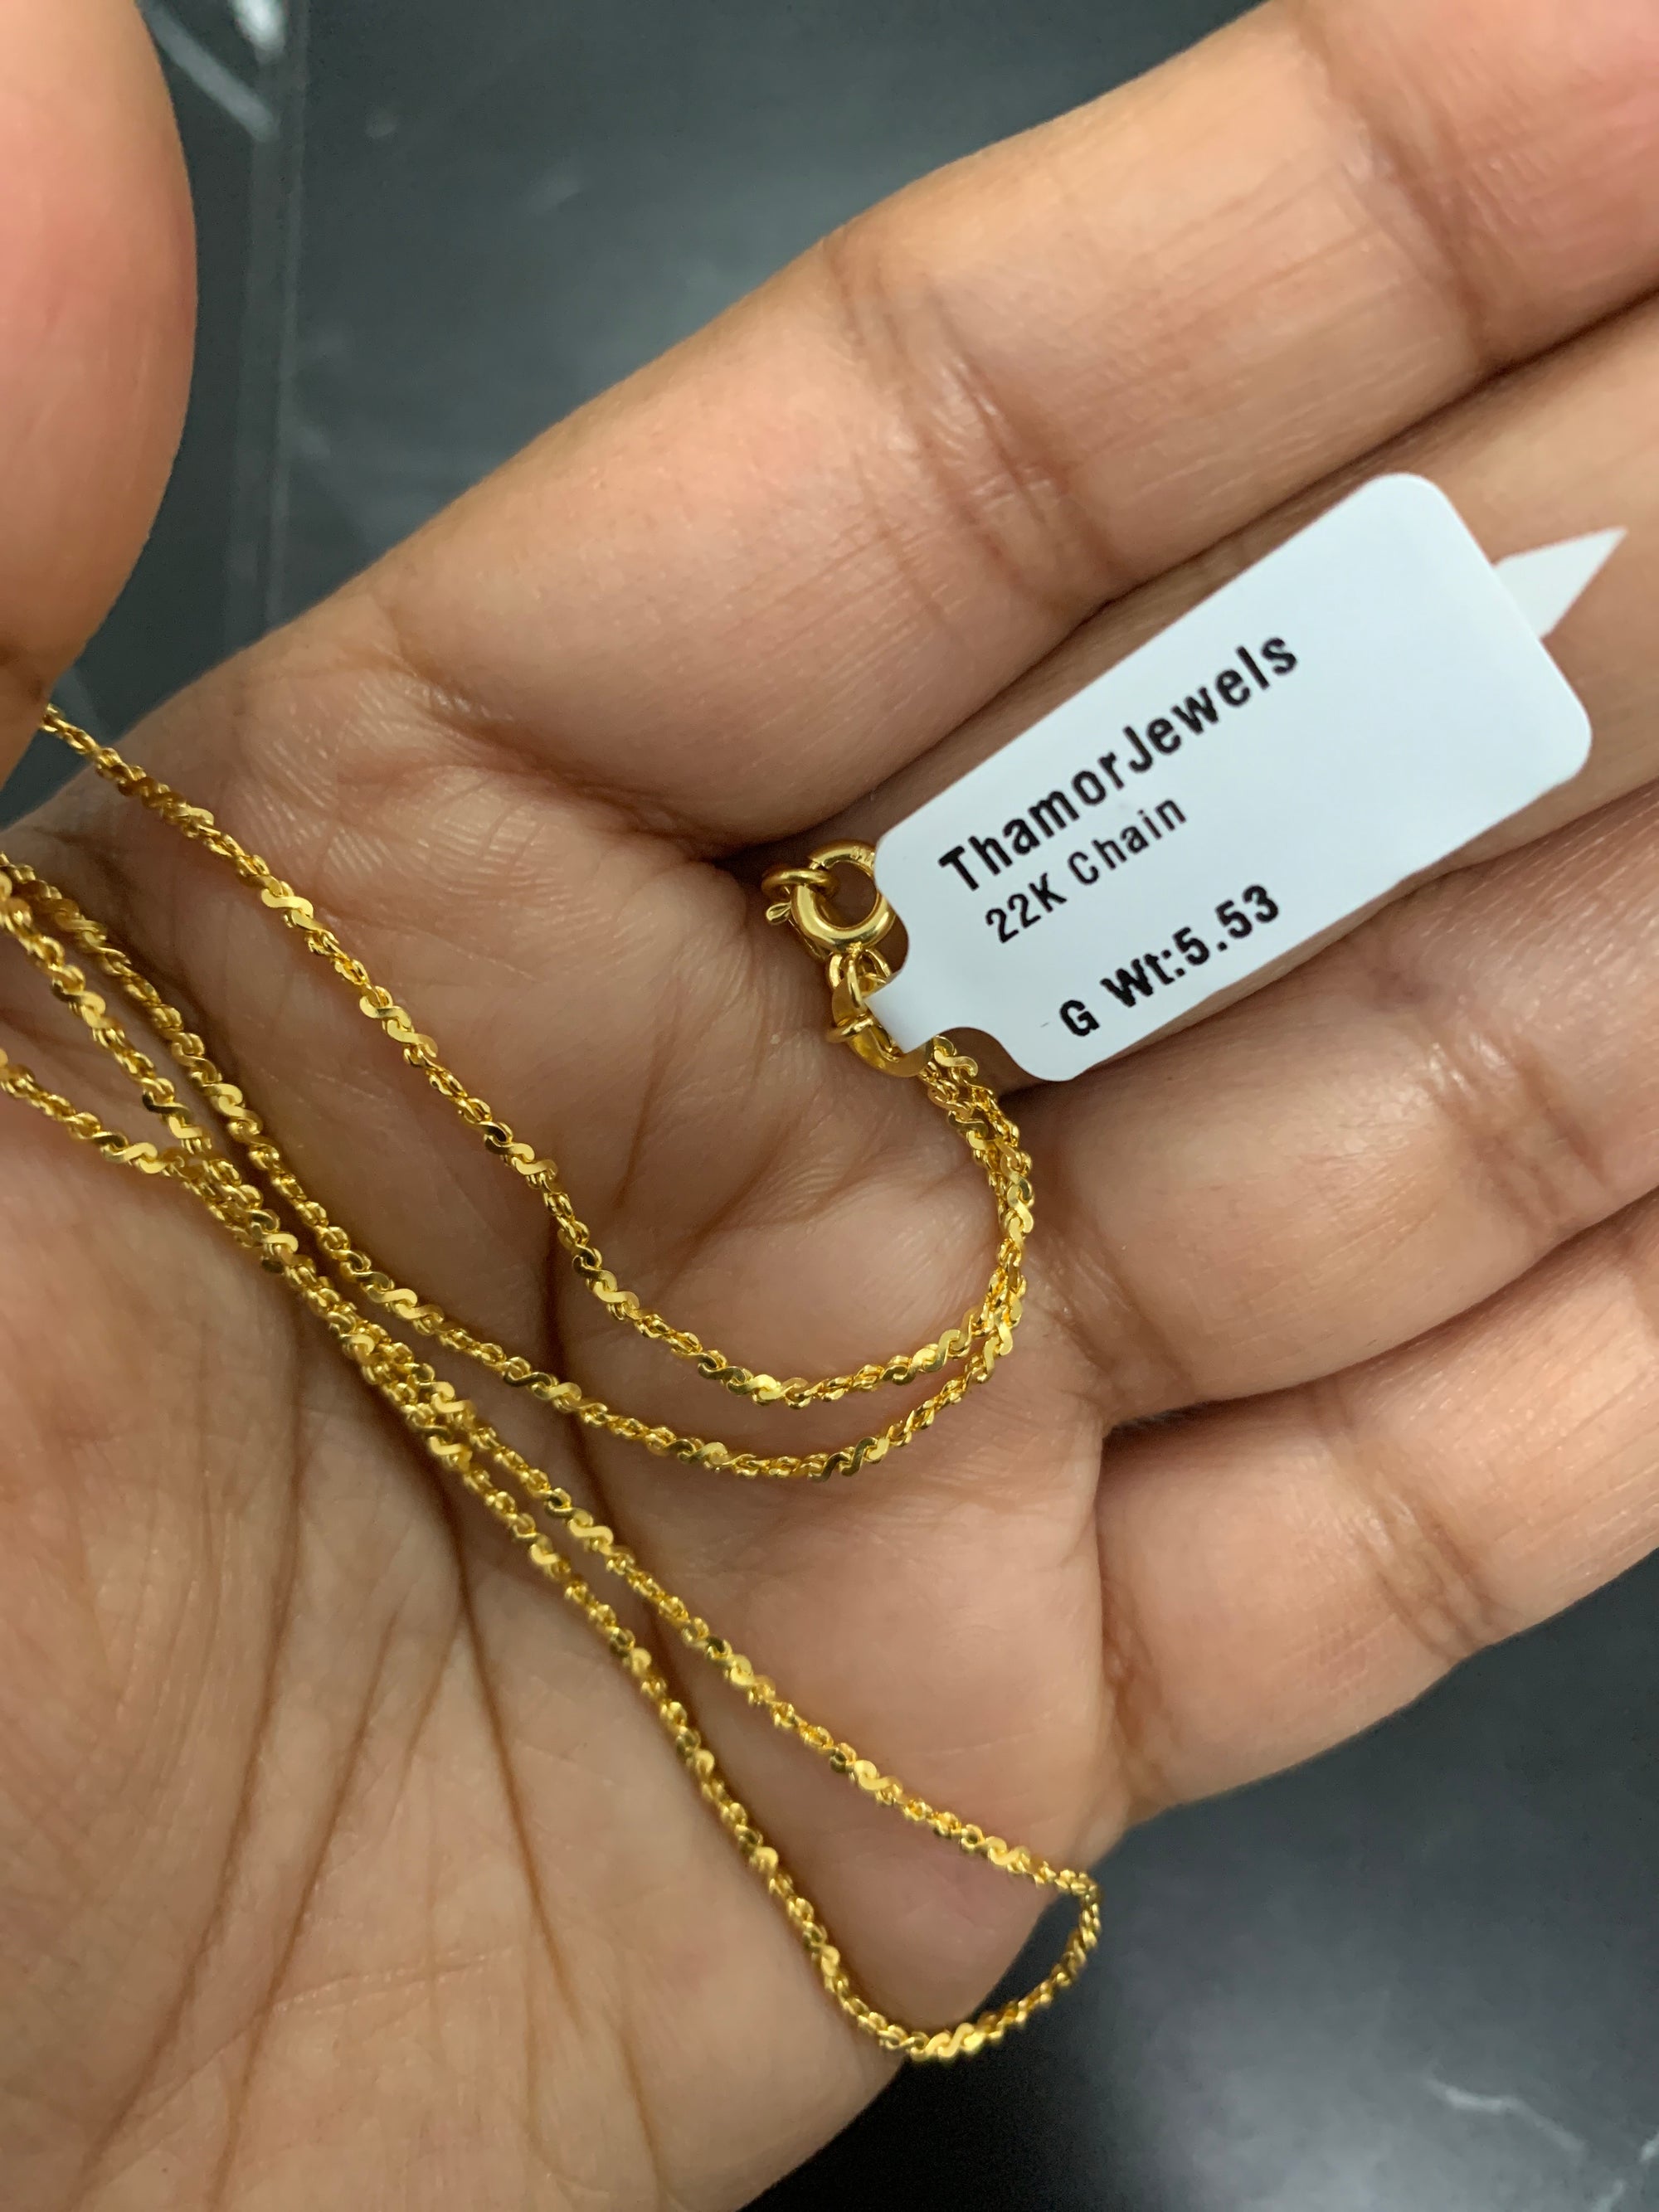 ThamorJewels
22K Chain
G Wt:5.53